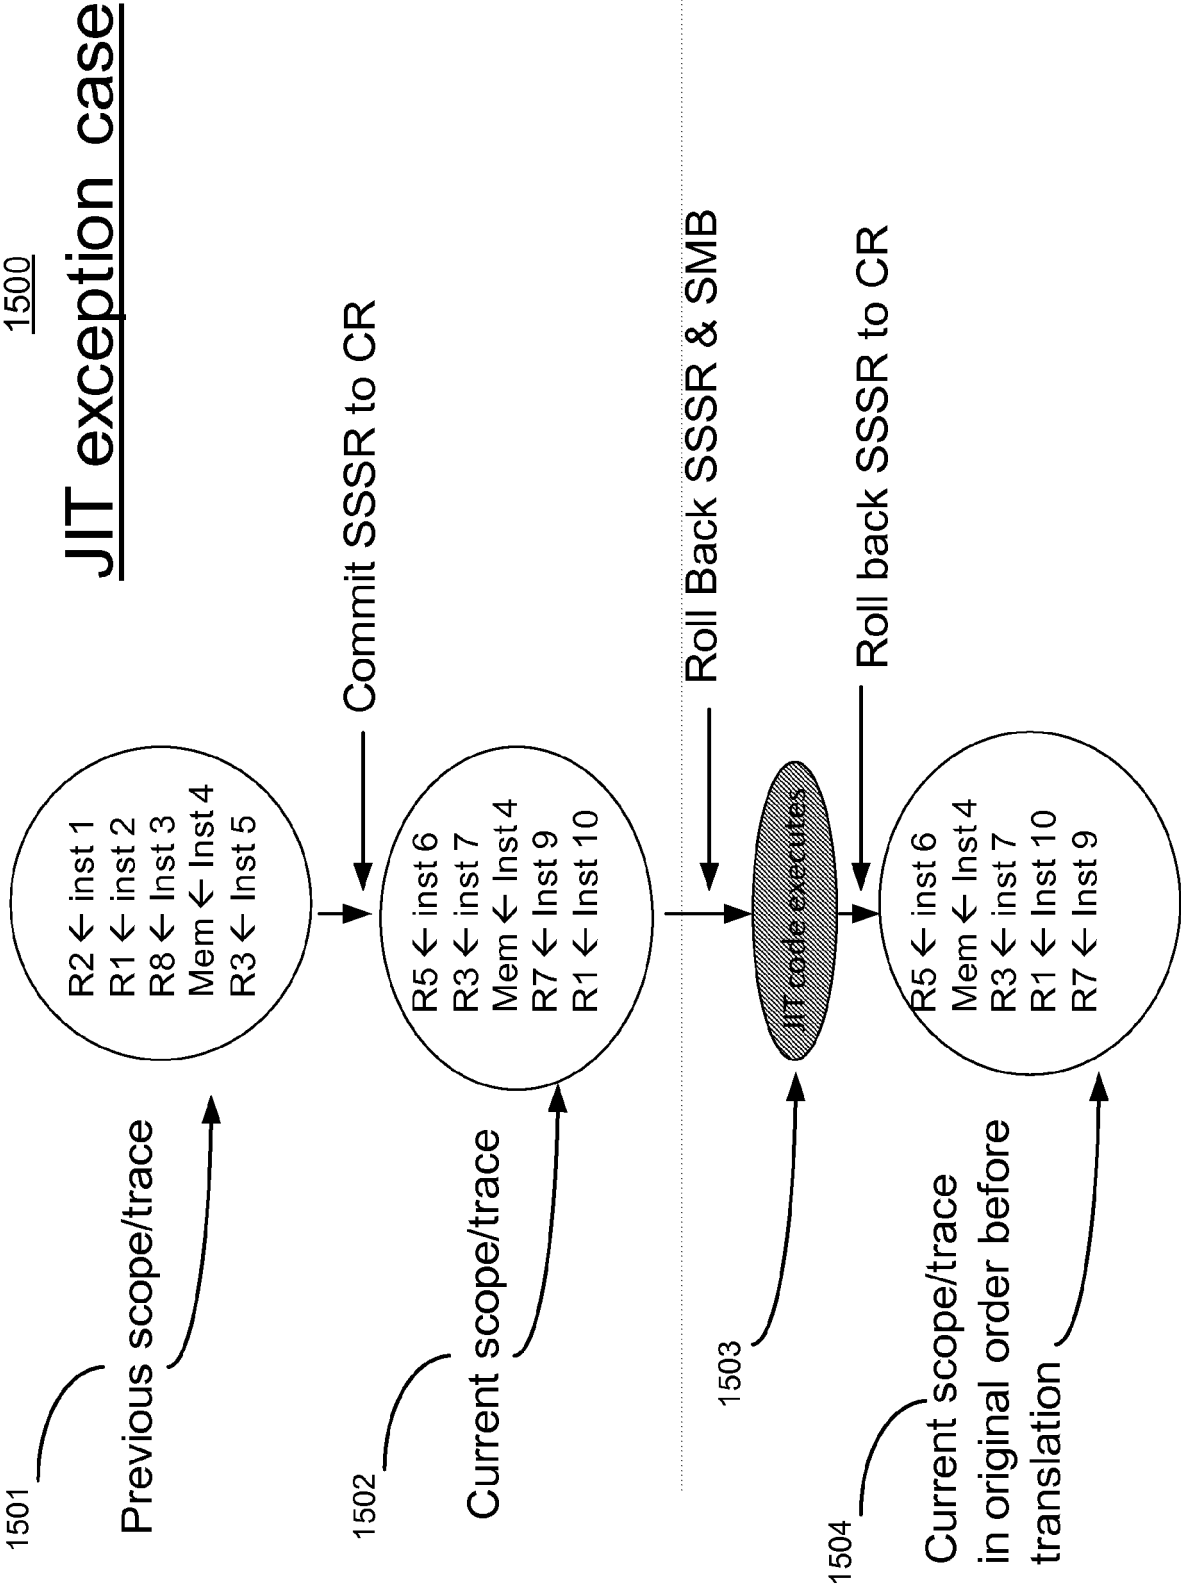 1500
JIT exception case
1501
Previous scope/trace
R2 ← inst 1
R1 ← inst 2
R8 ← Inst 3
Mem ← Inst 4
R3 ← Inst 5
Commit SSSR to CR
1502
Current scope/trace
R5 ← inst 6
R3 ← inst 7
Mem ← Inst 4
R7 ← Inst 9
R1 ← Inst 10
Roll Back SSSR & SMB
1503
JIT code executes
Roll back SSSR to CR
1504
Current scope/trace
in original order before
translation
R5 ← inst 6
Mem ← Inst 4
R3 ← inst 7
R1 ← Inst 10
R7 ← Inst 9